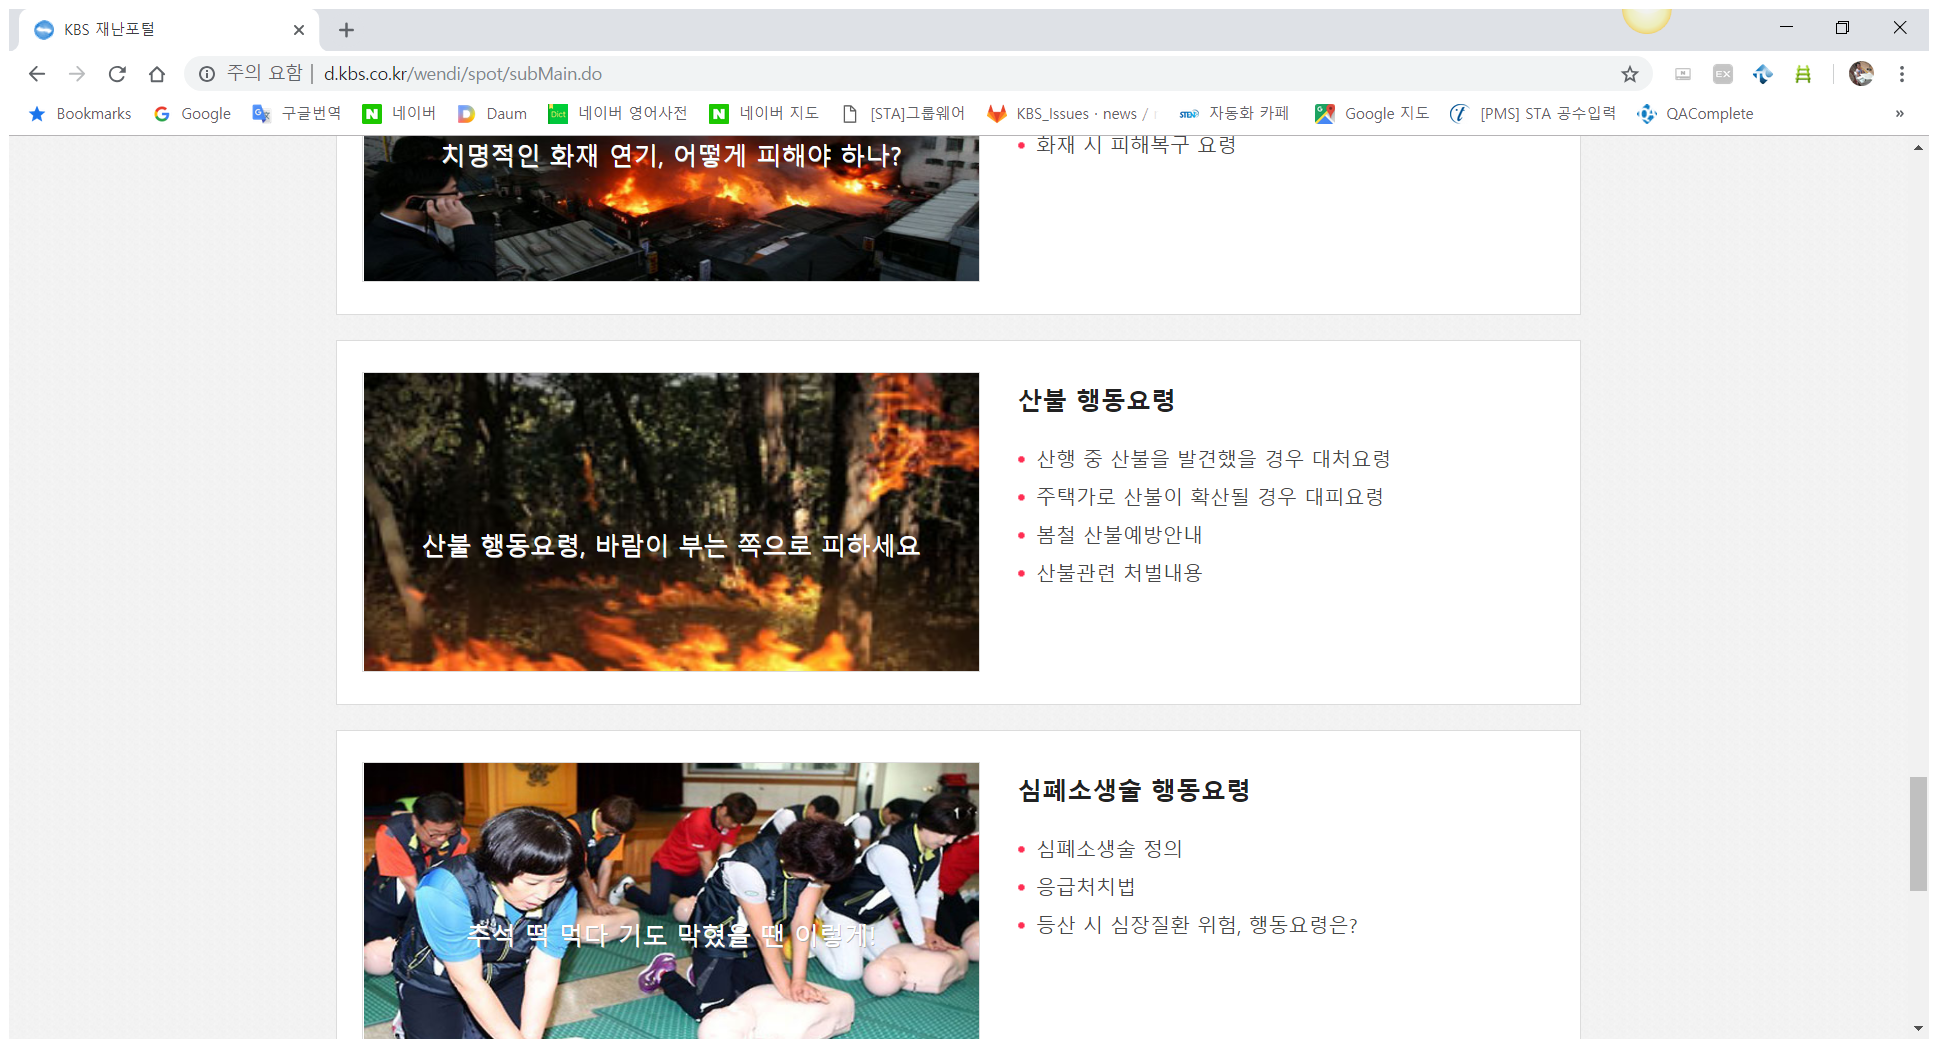 KBS 재난포털
주의 요함 | d.kbs.co.kr/wendi/spot/subMain.do
Bookmarks Google 구글번역 네이버 Daum 네이버 영어사전 네이버 지도 [STA]그룹웨어 KBS_Issues · news / 자동화 카페 Google 지도 [PMS] STA 공수입력 QAComplete »
치명적인 화재 연기, 어떻게 피해야 하나?
화재 시 피해복구 요령
산불 행동요령, 바람이 부는 쪽으로 피하세요
산불 행동요령
산행 중 산불을 발견했을 경우 대처요령
주택가로 산불이 확산될 경우 대피요령
봄철 산불예방안내
산불관련 처벌내용
추석 떡 먹다 기도 막혔을 땐 이렇게!
심폐소생술 행동요령
심폐소생술 정의
응급처치법
등산 시 심장질환 위험, 행동요령은?